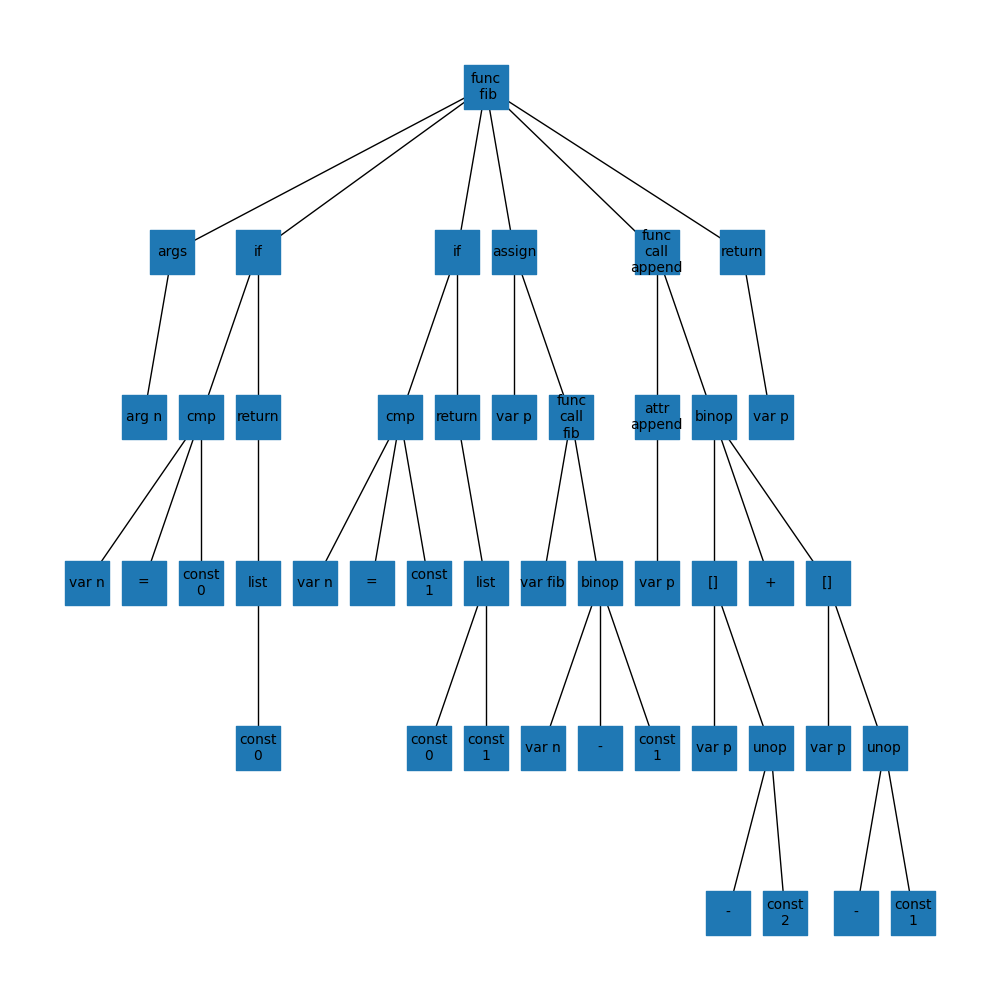 func
fib
args
if
if
assign
func
call
append
return
arg n
cmp
return
cmp
return
var p
func
call
fib
attr
append
binop
var p
var n
=
const
0
list
var n
=
const
1
list
var fib
binop
var p
[]
+
[]
const
0
const
0
const
1
var n
-
const
1
var p
unop
var p
unop
-
const
2
-
const
1